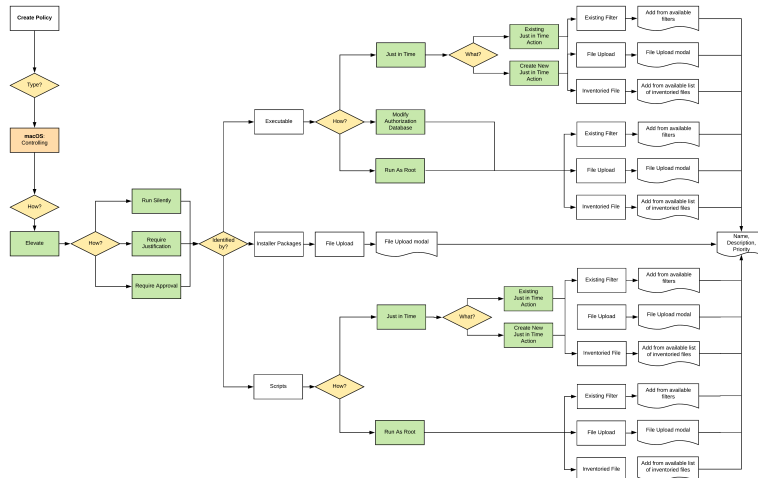 Create Policy
Type?
macOS:
Controlling
How?
Elevate
How?
Run Silently
Require
Justification
Require Approval
Identified
by?
Executable
How?
Just in Time
What?
Existing
Just in Time
Action
Create New
Just in Time
Action
Existing Filter
Add from available
filters
File Upload
File Upload modal
Inventoried File
Add from available list
of inventoried files
Modify
Authorization
Database
Run As Root
Existing Filter
Add from available
filters
File Upload
File Upload modal
Inventoried File
Add from available list
of inventoried files
Installer Packages
File Upload
File Upload modal
Name,
Description,
Priority
Scripts
How?
Just in Time
What?
Existing
Just in Time
Action
Create New
Just in Time
Action
Existing Filter
Add from available
filters
File Upload
File Upload modal
Inventoried File
Add from available list
of inventoried files
Run As Root
Existing Filter
Add from available
filters
File Upload
File Upload modal
Inventoried File
Add from available list
of inventoried files